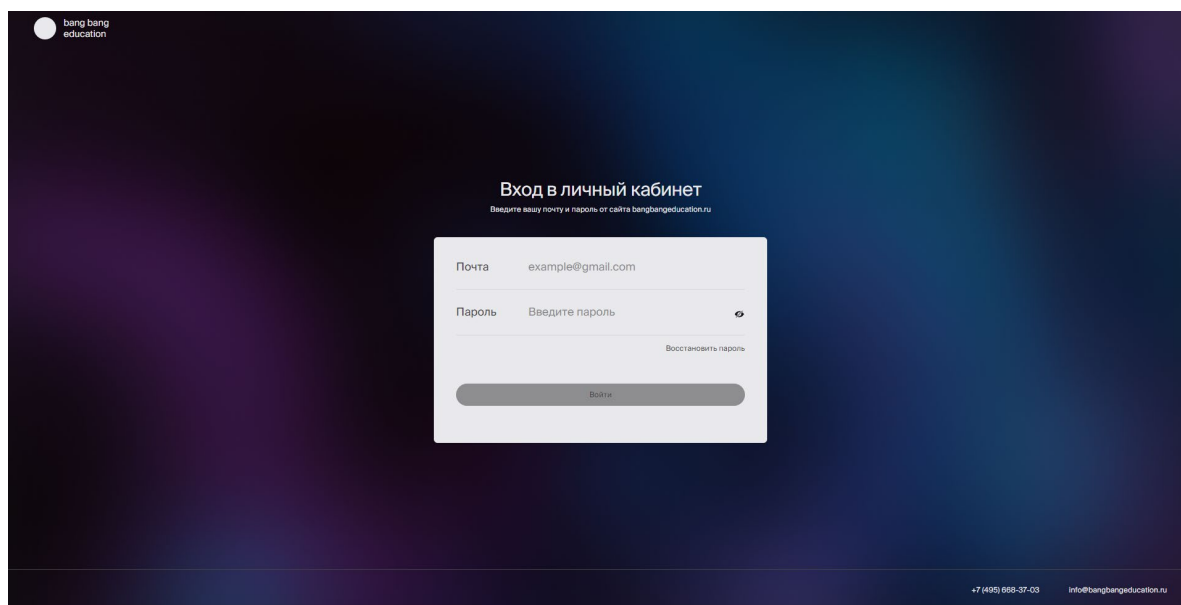 bang bang
education
Вход в личный кабинет
Введите вашу почту и пароль от сайта bangbangeducation.ru
Почта example@gmail.com
Пароль Введите пароль
Восстановить пароль
Войти
+7 (495) 668-37-03 info@bangbangeducation.ru